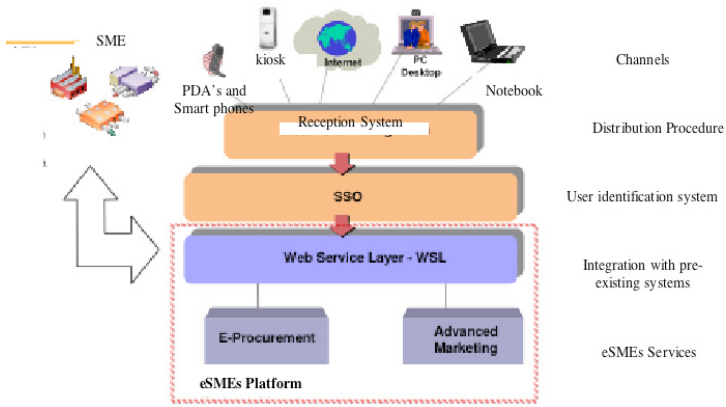 SME
kiosk
Internet
PC
Desktop
Channels
PDA's and
Smart phones
Notebook
Reception System
Distribution Procedure
SSO
User identification system
Web Service Layer - WSL
Integration with pre-
existing systems
E-Procurement
Advanced
Marketing
eSMEs Services
eSMEs Platform